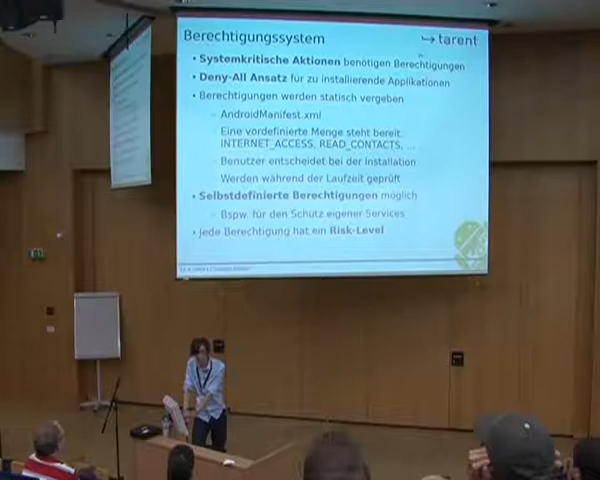 Berechtigungssystem
tarent
• Systemkritische Aktionen benötigen Berechtigungen
• Deny-All Ansatz für zu installierende Applikationen
• Berechtigungen werden statisch vergeben
– AndroidManifest.xml
– Eine vordefinierte Menge steht bereit:
INTERNET_ACCESS, READ_CONTACTS, ...
– Benutzer entscheidet bei der Installation
– Werden während der Laufzeit geprüft
• Selbstdefinierte Berechtigungen möglich
– Bspw. für den Schutz eigener Services
• Jede Berechtigung hat ein Risk-Level